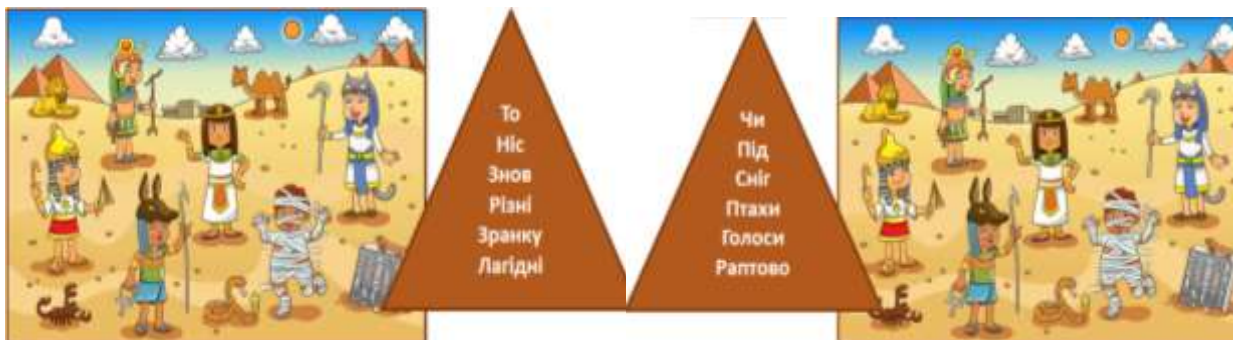 То
Ніс
Знов
Різні
Зранку
Лагідні
Чи
Під
Сніг
Птахи
Голоси
Раптово